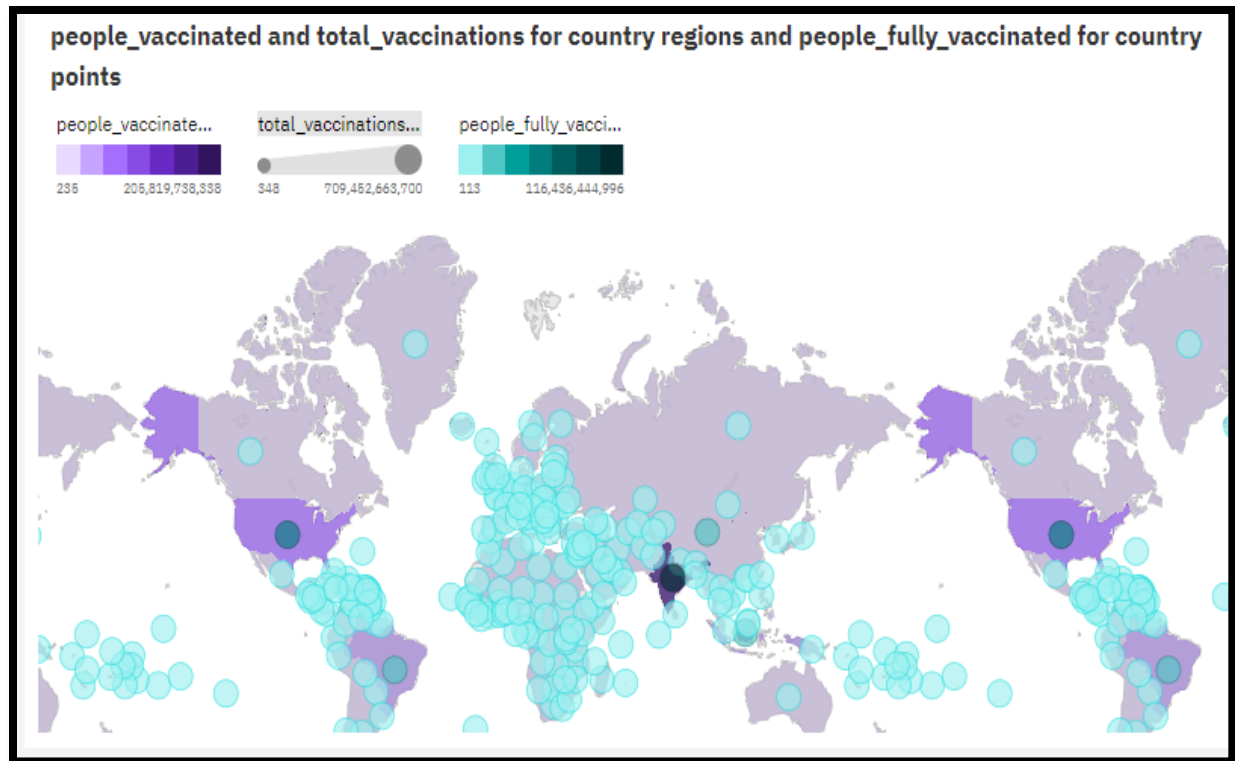 people_vaccinated and total_vaccinations for country regions and people_fully_vaccinated for country
points
people_vaccinate... total_vaccinations... people_fully_vacci...
235 205,819,738,338 348 709,452,663,700 113 116,436,444,996